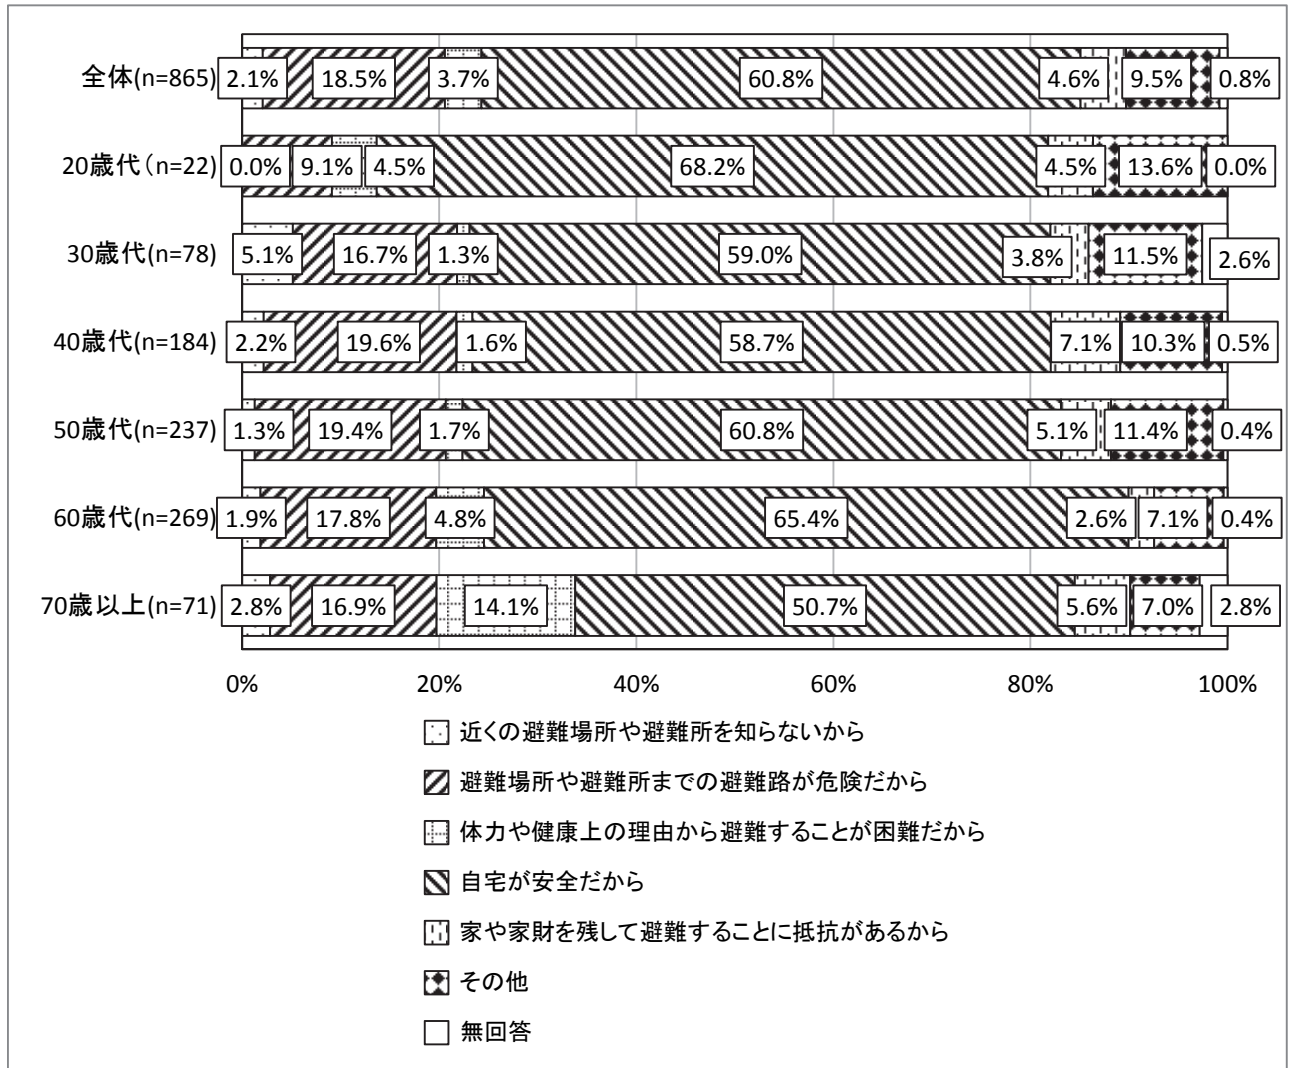 全体(n=865) 2.1% 18.5% 3.7% 60.8% 4.6% 9.5% 0.8%
20歳代(n=22) 0.0% 9.1% 4.5% 68.2% 4.5% 13.6% 0.0%
30歳代(n=78) 5.1% 16.7% 1.3% 59.0% 3.8% 11.5% 2.6%
40歳代(n=184) 2.2% 19.6% 1.6% 58.7% 7.1% 10.3% 0.5%
50歳代(n=237) 1.3% 19.4% 1.7% 60.8% 5.1% 11.4% 0.4%
60歳代(n=269) 1.9% 17.8% 4.8% 65.4% 2.6% 7.1% 0.4%
70歳以上(n=71) 2.8% 16.9% 14.1% 50.7% 5.6% 7.0% 2.8%
0% 20% 40% 60% 80% 100%
近くの避難場所や避難所を知らないから
避難場所や避難所までの避難路が危険だから
体力や健康上の理由から避難することが困難だから
自宅が安全だから
家や家財を残して避難することに抵抗があるから
その他
無回答